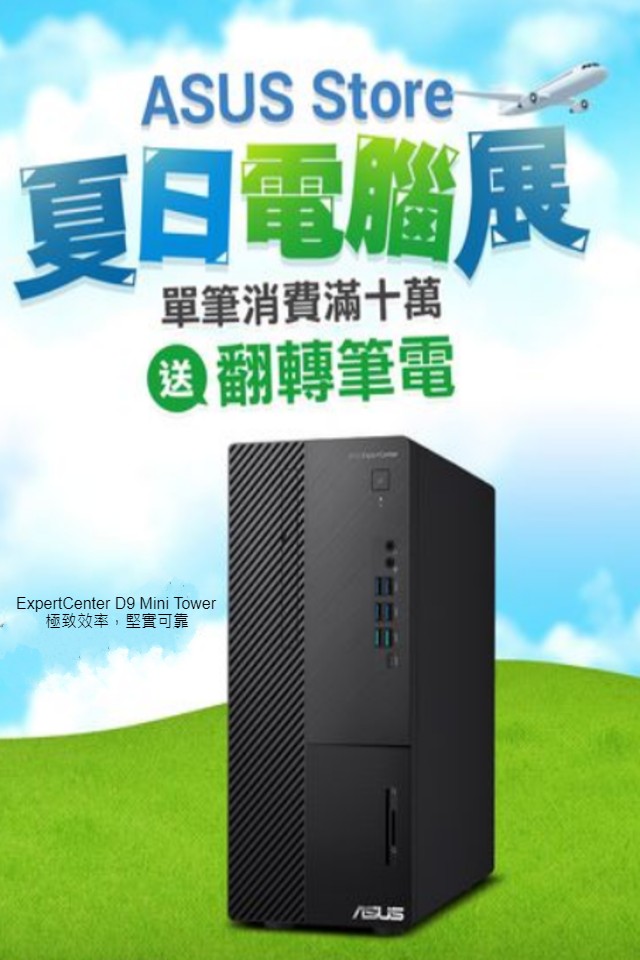 ASUS Store
夏日電腦展
單筆消費滿十萬
送 翻轉筆電
ExpertCenter
ExpertCenter D9 Mini Tower
極致效率，堅實可靠
ASUS